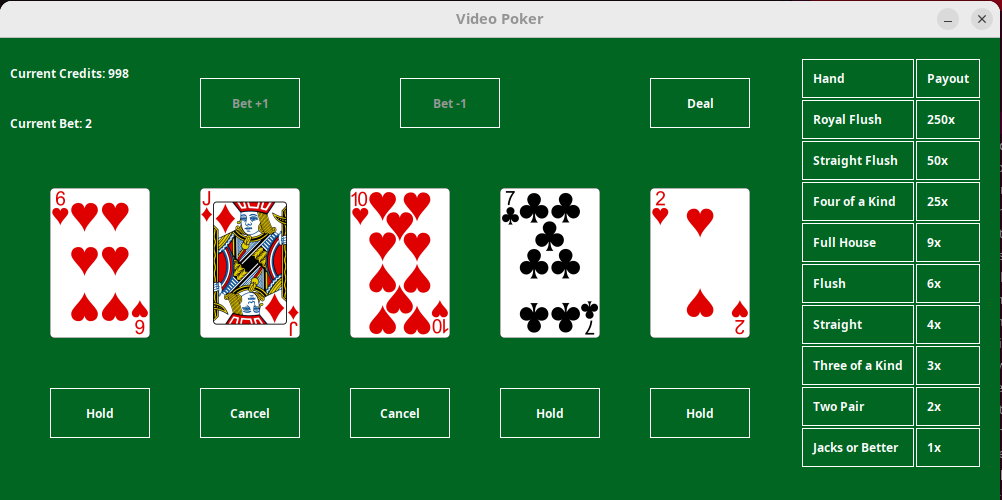 Video Poker
Current Credits: 998
Current Bet: 2
Bet +1
Bet -1
Deal
6
6
J
J
10
10
7
7
2
2
Hold
Cancel
Cancel
Hold
Hold
Hand Payout
Royal Flush 250x
Straight Flush 50x
Four of a Kind 25x
Full House 9x
Flush 6x
Straight 4x
Three of a Kind 3x
Two Pair 2x
Jacks or Better 1x